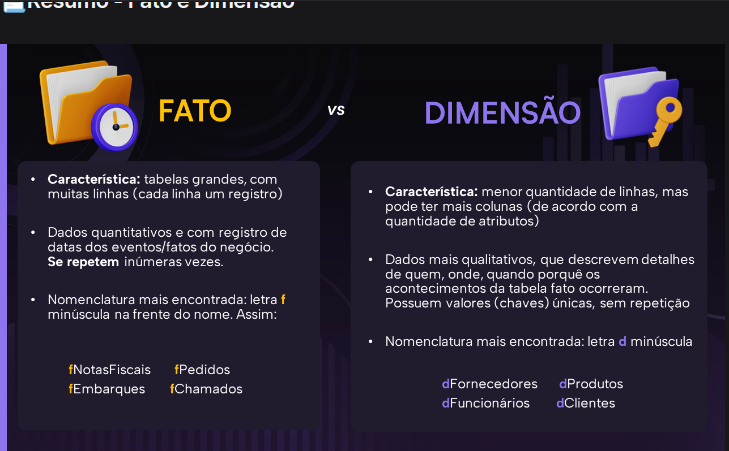 Resumo - Fato e Dimensão
FATO
vs
DIMENSÃO
• Característica: tabelas grandes, com
muitas linhas (cada linha um registro)
• Dados quantitativos e com registro de
datas dos eventos/fatos do negócio.
Se repetem inúmeras vezes.
• Nomenclatura mais encontrada: letra f
minúscula na frente do nome. Assim:
fNotasFiscais fPedidos
fEmbarques fChamados
• Característica: menor quantidade de linhas, mas
pode ter mais colunas (de acordo com a
quantidade de atributos)
• Dados mais qualitativos, que descrevem detalhes
de quem, onde, quando porquê os
acontecimentos da tabela fato ocorreram.
Possuem valores (chaves) únicas, sem repetição
• Nomenclatura mais encontrada: letra d minúscula
dFornecedores dProdutos
dFuncionários dClientes